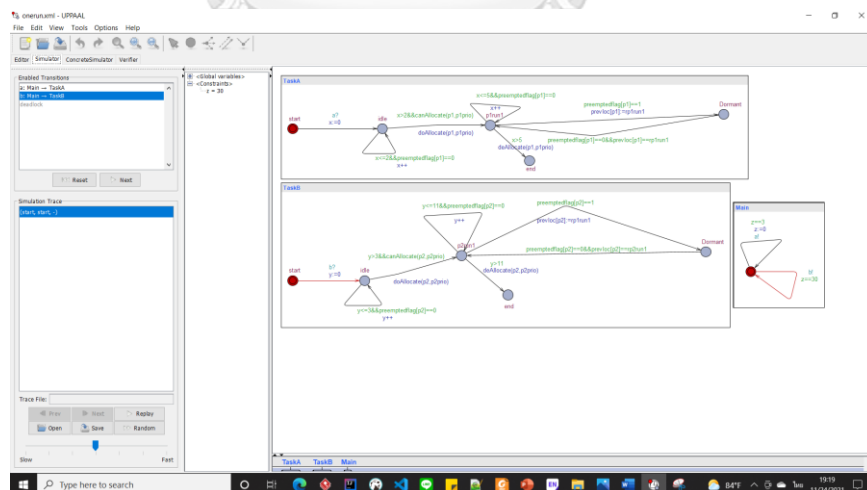 onerun.xml - UPPAAL
File Edit View Tools Options Help
Editor Simulator ConcreteSimulator Verifier
Enabled Transitions
a: Main → TaskA
b: Main → TaskB
deadlock
Reset Next
Simulation Trace
(start, start, -)
Trace File:
Prev Next Replay
Open Save Random
Slow Fast
<Global variables>
<Constraints>
z = 30
TaskA
x<=5&&preemptedflag[p1]==0
x++
p1run1
preemptedflag[p1]==1
prevloc[p1]:=rp1run1
Dormant
start
a?
x:=0
idle
x>2&&canAllocate(p1,p1prio)
doAllocate(p1,p1prio)
x>5
doAllocate(p1,p1prio)
preemptedflag[p1]==0&&prevloc[p1]==rp1run1
end
x<=2&&preemptedflag[p1]==0
x++
TaskB
y<=11&&preemptedflag[p2]==0
y++
p2run1
preemptedflag[p2]==1
prevloc[p2]:=rp1run1
Dormant
preemptedflag[p2]==0&&prevloc[p2]==rp2run1
start
b?
y:=0
idle
y>3&&canAllocate(p2,p2prio)
doAllocate(p2,p2prio)
y>11
doAllocate(p2,p2prio)
end
y<=3&&preemptedflag[p2]==0
y++
Main
z==3
z:=0
a!
b!
z==30
TaskA TaskB Main
Type here to search
84°F
19:19